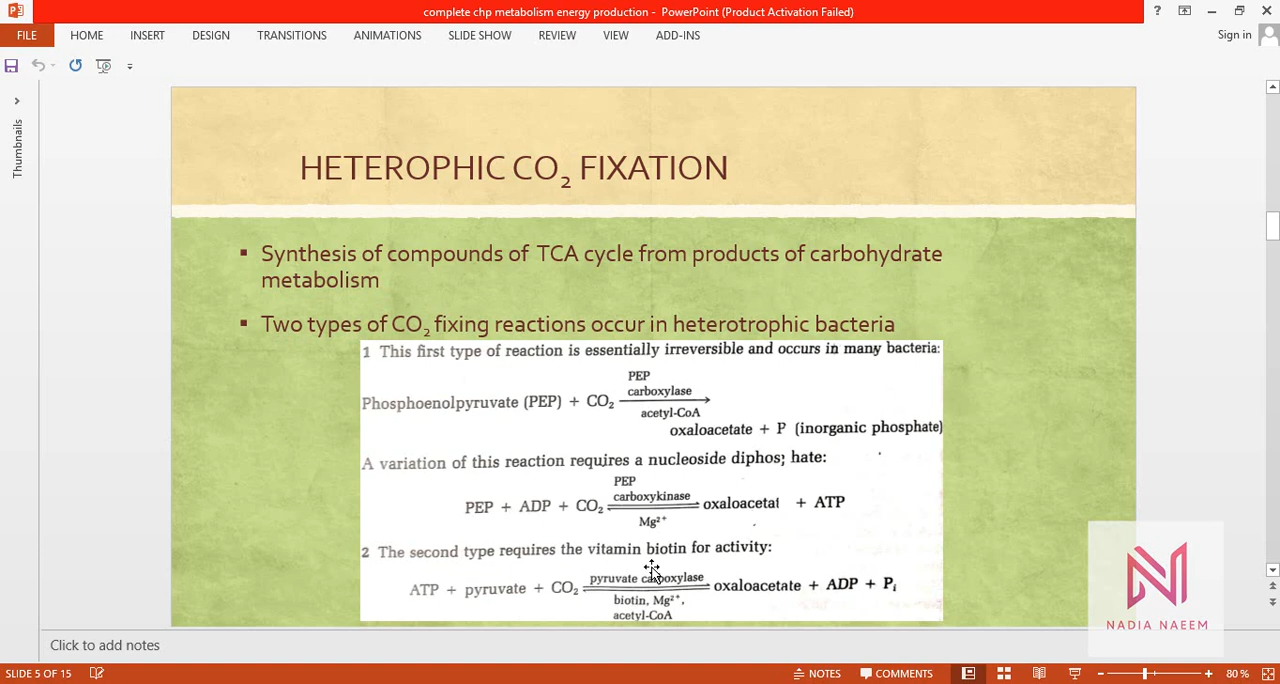 complete chp metabolism energy production - PowerPoint (Product Activation Failed)
?
FILE HOME INSERT DESIGN TRANSITIONS ANIMATIONS SLIDE SHOW REVIEW VIEW ADD-INS Sign in
Thumbnails
HETEROPHIC CO₂ FIXATION
▪ Synthesis of compounds of TCA cycle from products of carbohydrate
metabolism
▪ Two types of CO₂ fixing reactions occur in heterotrophic bacteria
1 This first type of reaction is essentially irreversible and occurs in many bacteria:
PEP
carboxylase
Phosphoenolpyruvate (PEP) + CO₂
acetyl-CoA
oxaloacetate + P (inorganic phosphate)
A variation of this reaction requires a nucleoside diphos; hate:
PEP
carboxykinase
PEP + ADP + CO₂ oxaloacetat + ATP
Mg²⁺
2 The second type requires the vitamin biotin for activity:
pyruvate carboxylase
ATP + pyruvate + CO₂ oxaloacetate + ADP + Pᵢ
biotin, Mg²⁺,
acetyl-CoA
NADIA NAEEM
Click to add notes
SLIDE 5 OF 15 NOTES COMMENTS 80 %